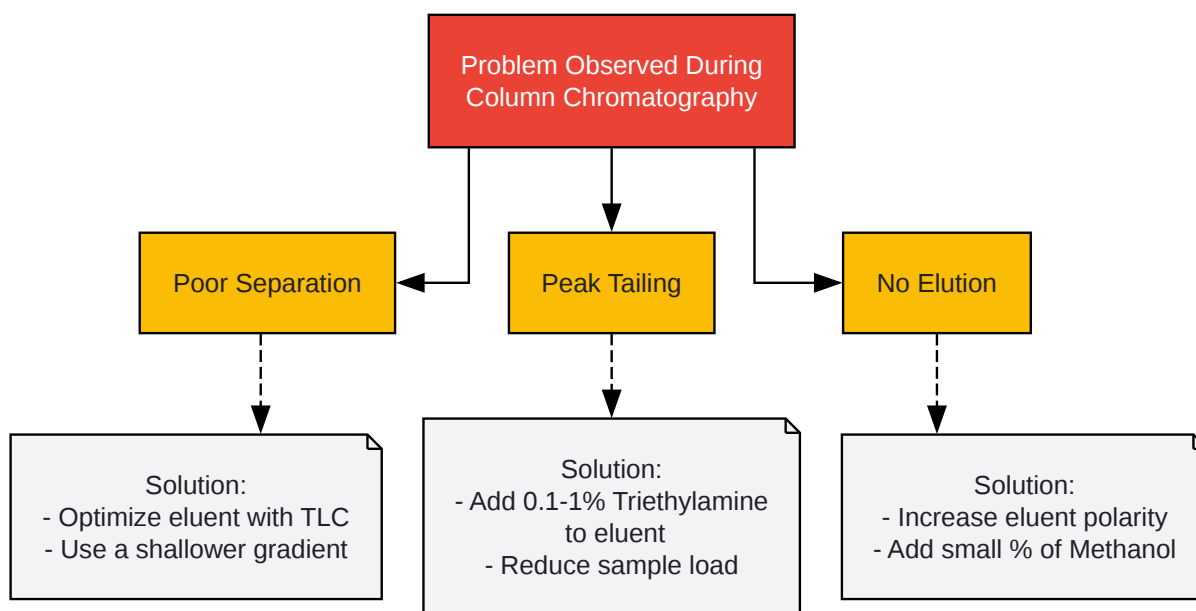 Problem Observed During
Column Chromatography
Poor Separation
Peak Tailing
No Elution
Solution:
- Optimize eluent with TLC
- Use a shallower gradient
Solution:
- Add 0.1-1% Triethylamine
to eluent
- Reduce sample load
Solution:
- Increase eluent polarity
- Add small % of Methanol